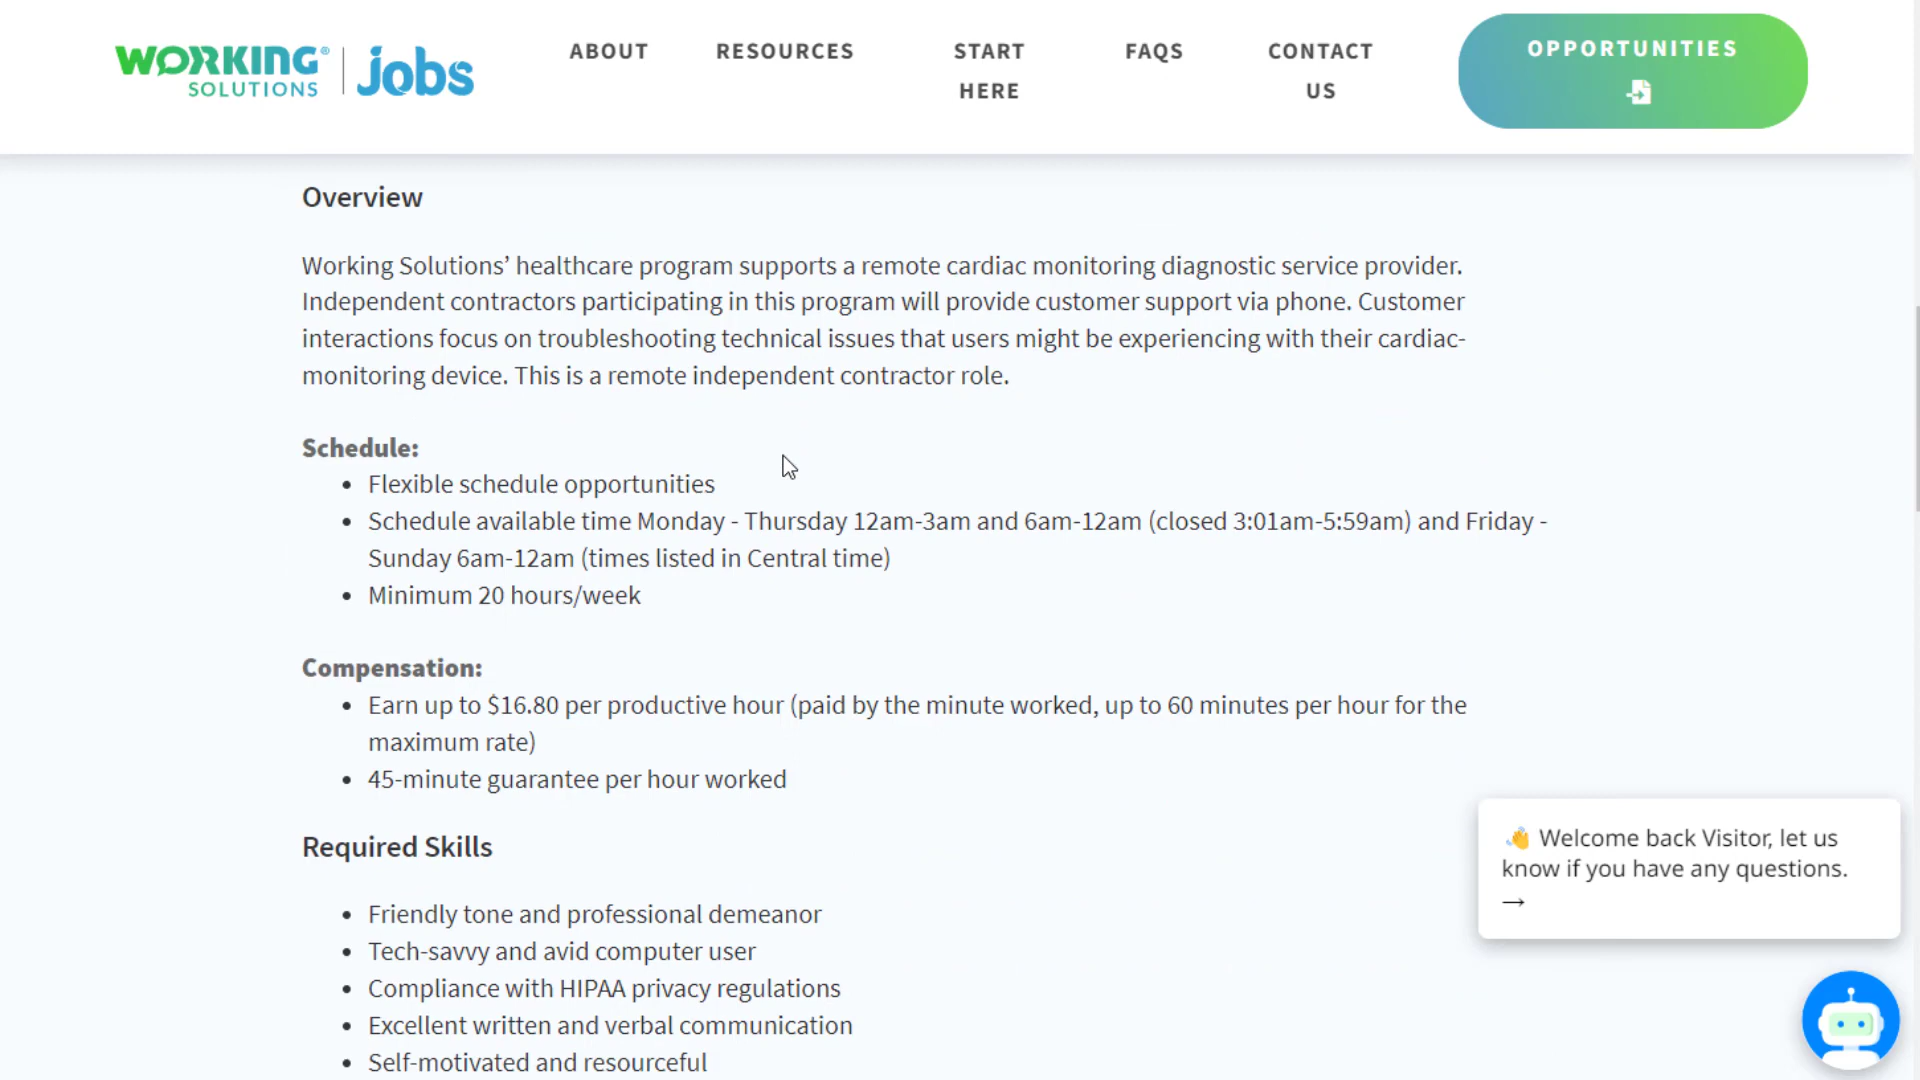 WORKING®
SOLUTIONS
jobs
ABOUT
RESOURCES
START
HERE
FAQS
CONTACT
US
OPPORTUNITIES
Overview
Working Solutions’ healthcare program supports a remote cardiac monitoring diagnostic service provider.
Independent contractors participating in this program will provide customer support via phone. Customer
interactions focus on troubleshooting technical issues that users might be experiencing with their cardiac-
monitoring device. This is a remote independent contractor role.
Schedule:
• Flexible schedule opportunities
• Schedule available time Monday - Thursday 12am-3am and 6am-12am (closed 3:01am-5:59am) and Friday -
Sunday 6am-12am (times listed in Central time)
• Minimum 20 hours/week
Compensation:
• Earn up to $16.80 per productive hour (paid by the minute worked, up to 60 minutes per hour for the
maximum rate)
• 45-minute guarantee per hour worked
Required Skills
• Friendly tone and professional demeanor
• Tech-savvy and avid computer user
• Compliance with HIPAA privacy regulations
• Excellent written and verbal communication
• Self-motivated and resourceful
👋 Welcome back Visitor, let us
know if you have any questions.
→